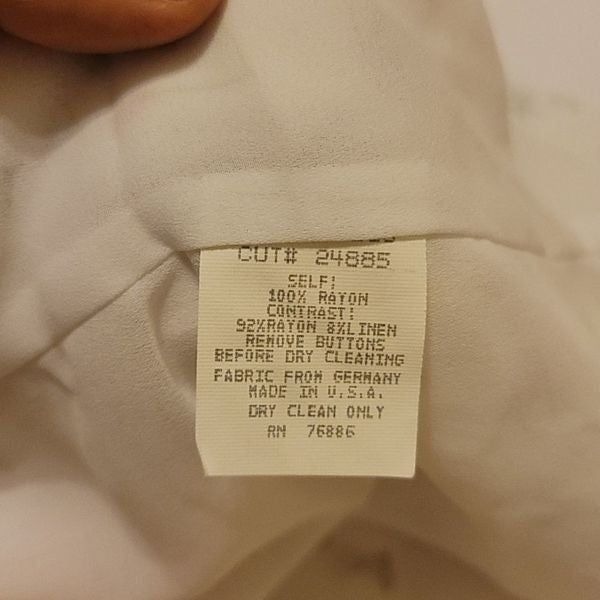 CUT# 24885
SELF:
100% RAYON
CONTRAST:
92%RAYON 8%LINEN
REMOVE BUTTONS
BEFORE DRY CLEANING
FABRIC FROM GERMANY
MADE IN U.S.A.
DRY CLEAN ONLY
RN 76886